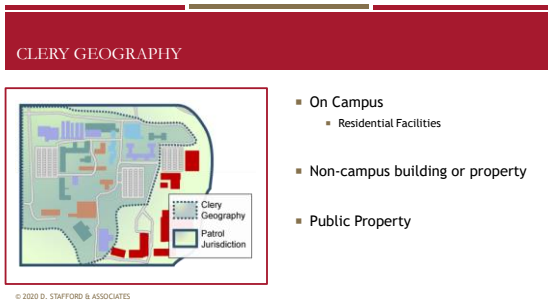 CLERY GEOGRAPHY
Clery
Geography
Patrol
Jurisdiction
On Campus
Residential Facilities
Non-campus building or property
Public Property
© 2020 D. STAFFORD & ASSOCIATES